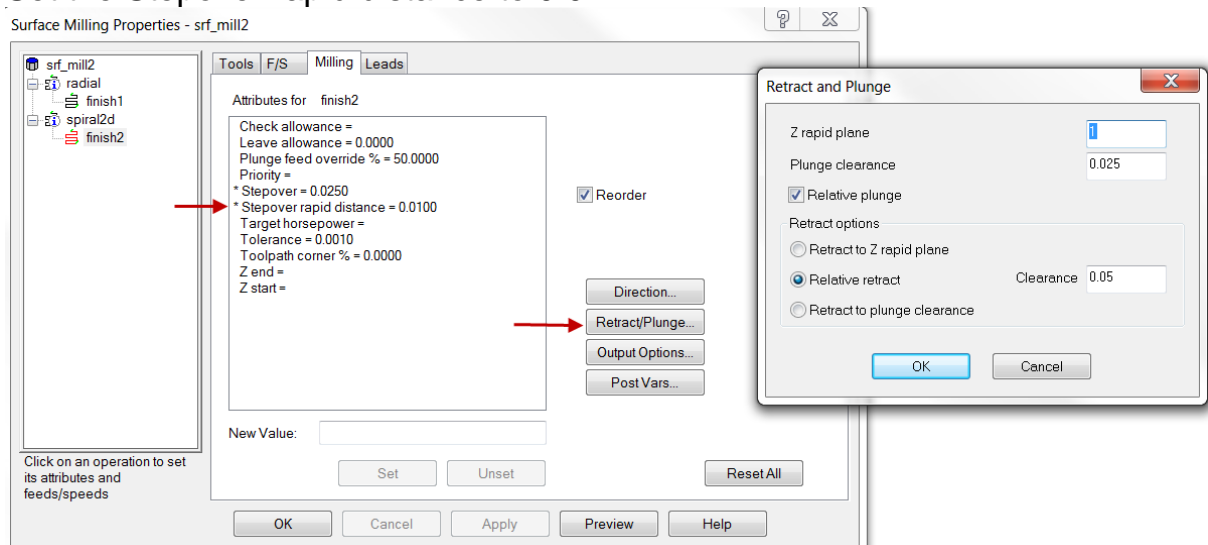 Surface Milling Properties - srf_mill2
srf_mill2
radial
finish1
spiral2d
finish2
Click on an operation to set
its attributes and
feeds/speeds
Tools F/S Milling Leads
Attributes for finish2
Check allowance =
Leave allowance = 0.0000
Plunge feed override % = 50.0000
Priority =
* Stepover = 0.0250
* Stepover rapid distance = 0.0100
Target horsepower =
Tolerance = 0.0010
Toolpath corner % = 0.0000
Z end =
Z start =
Reorder
Direction...
Retract/Plunge...
Output Options...
Post Vars...
New Value:
Set Unset Reset All
OK Cancel Apply Preview Help
Retract and Plunge
Z rapid plane 1
Plunge clearance 0.025
Relative plunge
Retract options
Retract to Z rapid plane
Relative retract Clearance 0.05
Retract to plunge clearance
OK Cancel